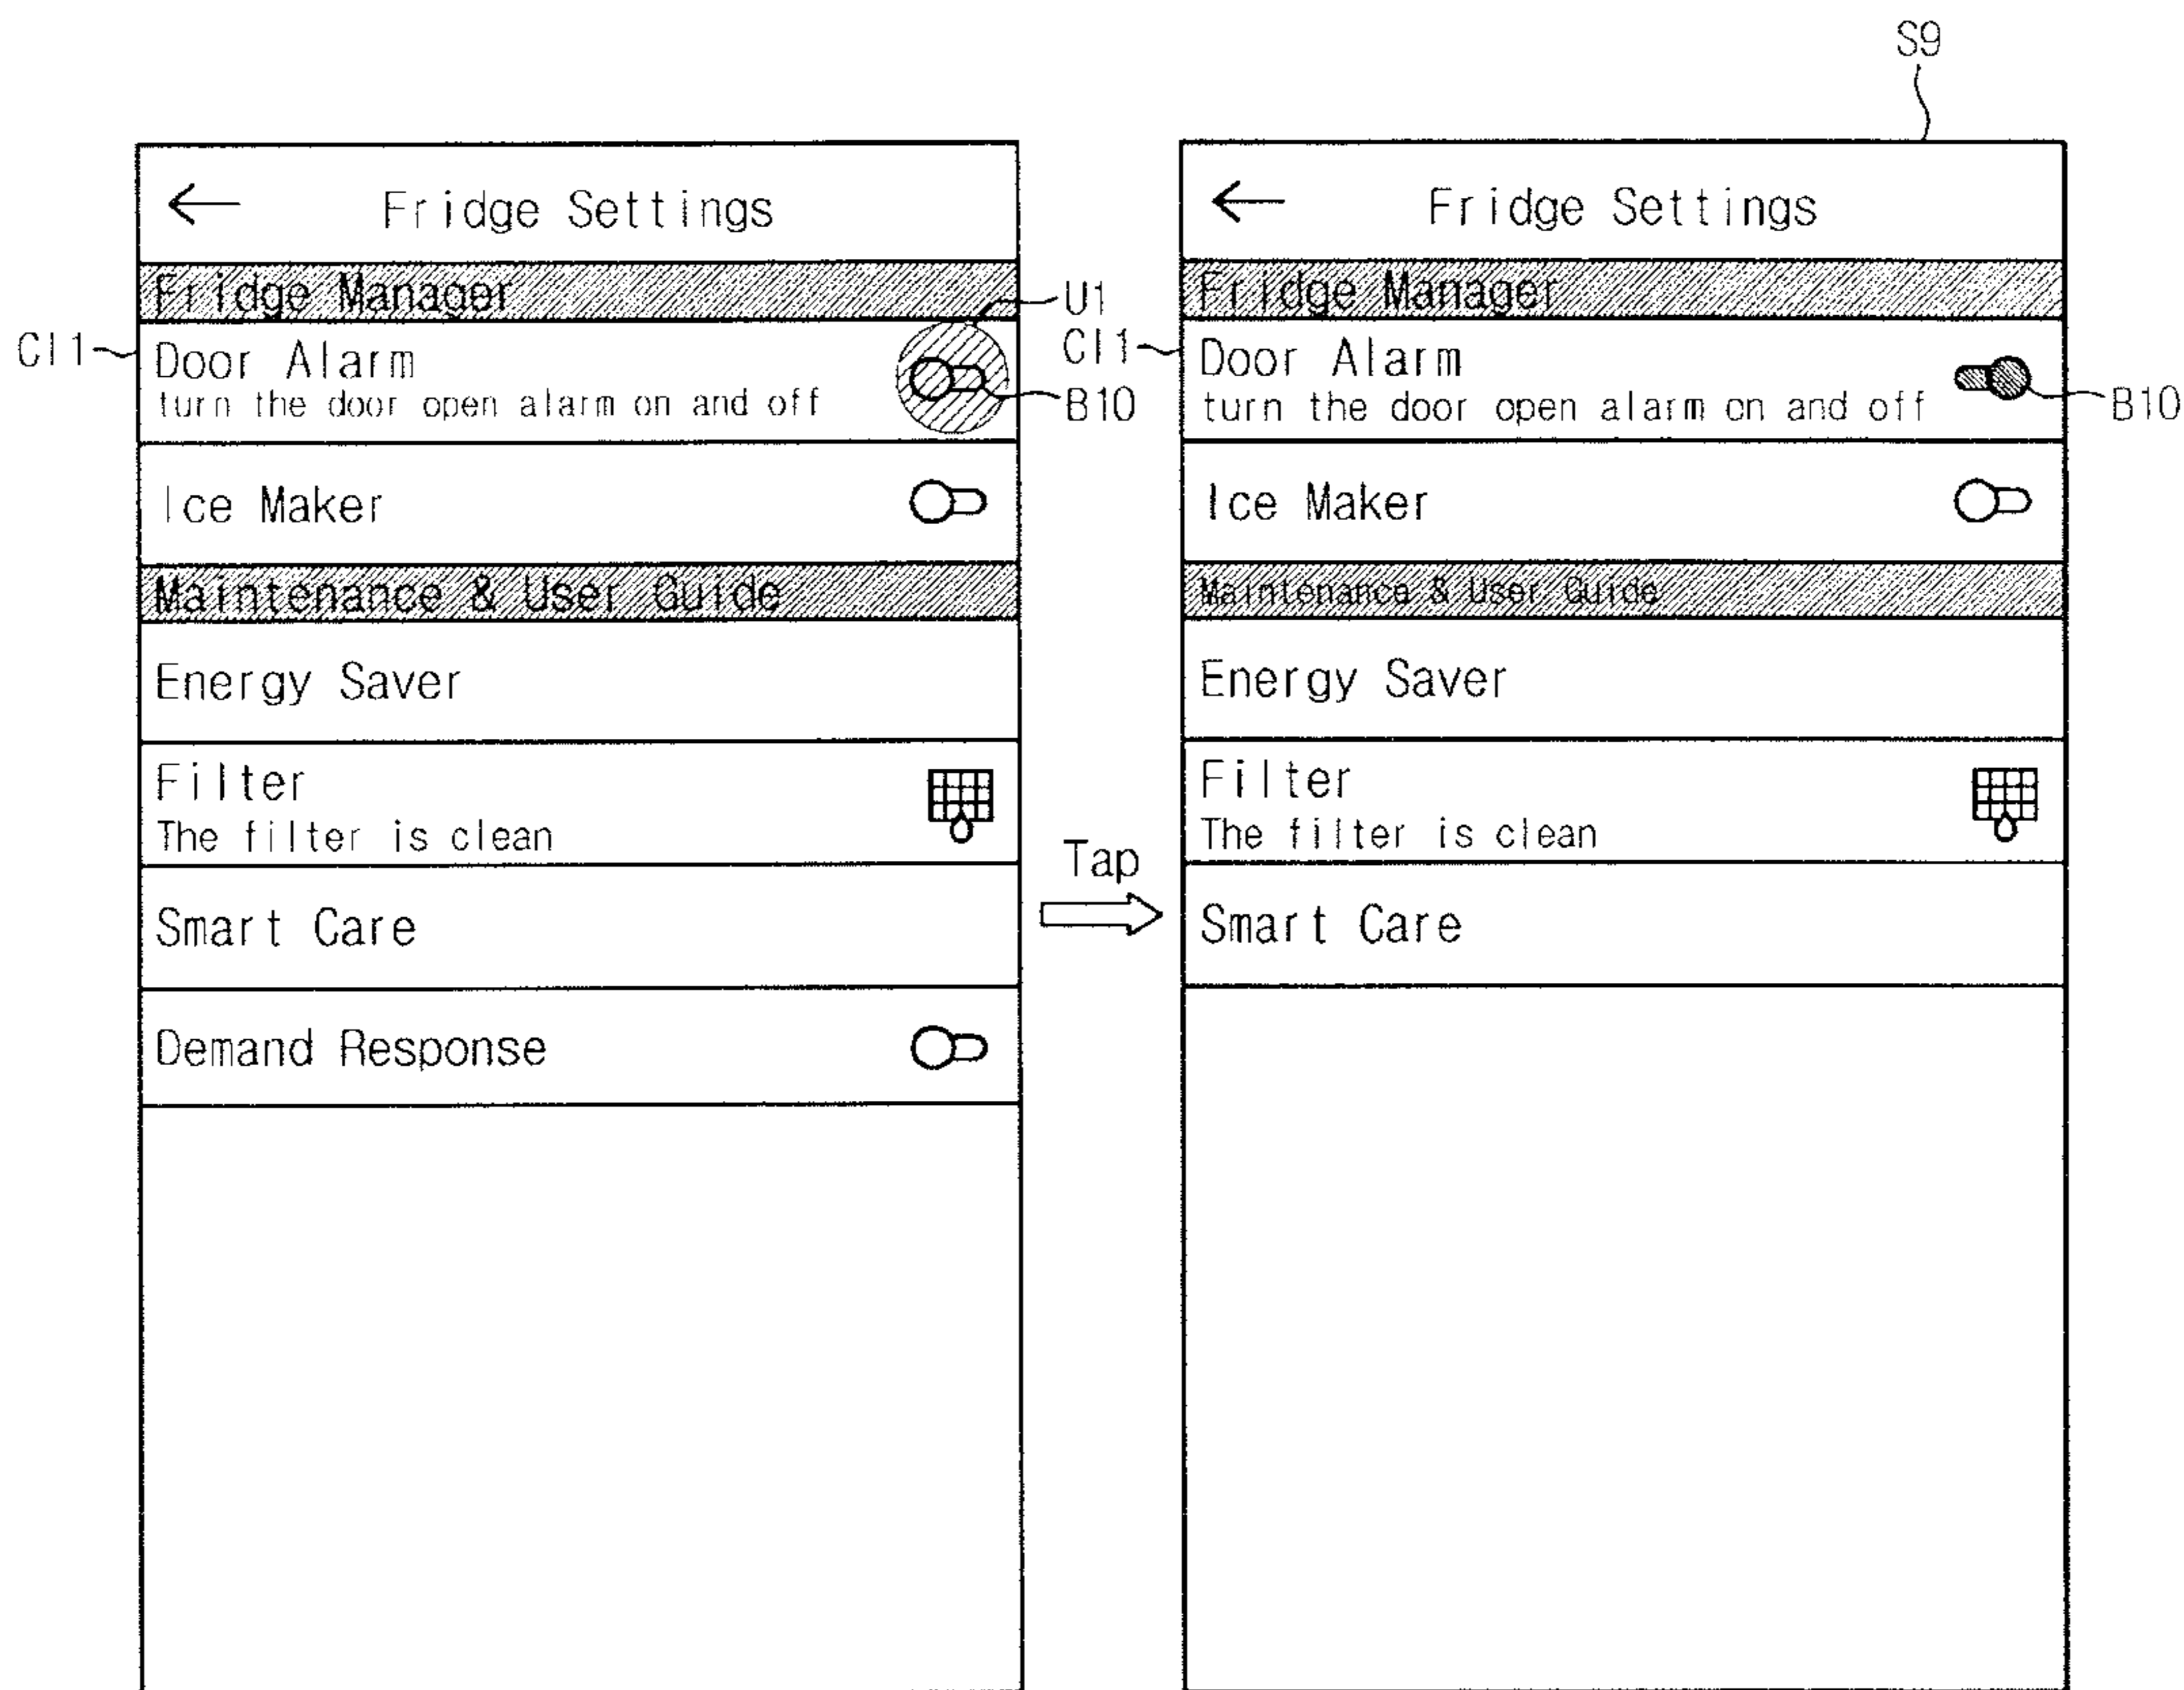 S9
Fridge Settings
Fridge Manager
U1
CI1
Door Alarm
turn the door open alarm on and off
B10
Ice Maker
Maintenance & User Guide
Energy Saver
Filter
The filter is clean
Smart Care
Demand Response
Tap
Fridge Settings
Fridge Manager
CI1
Door Alarm
turn the door open alarm on and off
B10
Ice Maker
Maintenance & User Guide
Energy Saver
Filter
The filter is clean
Smart Care